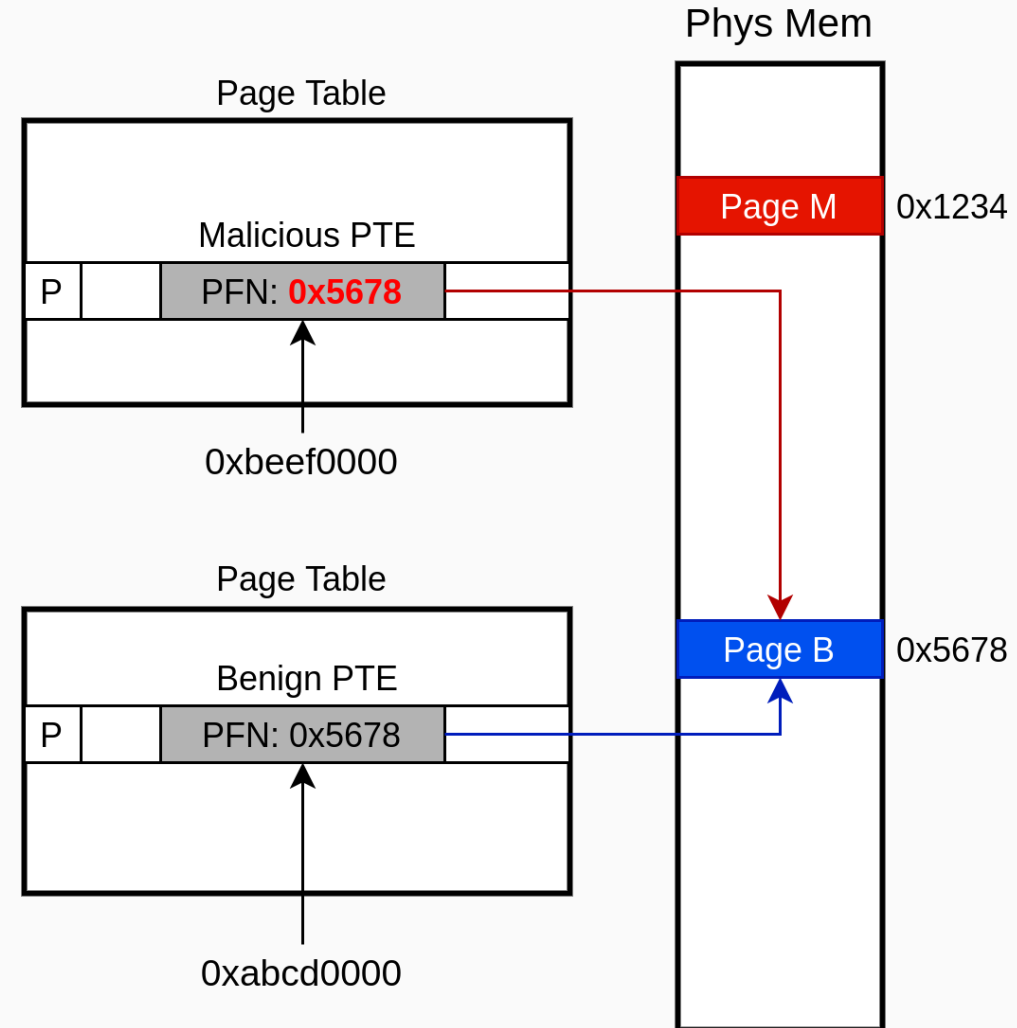 Phys Mem
Page Table
Page M
0x1234
Malicious PTE
P
PFN: 0x5678
0xbeef0000
Page Table
Page B
0x5678
Benign PTE
P
PFN: 0x5678
0xabcd0000